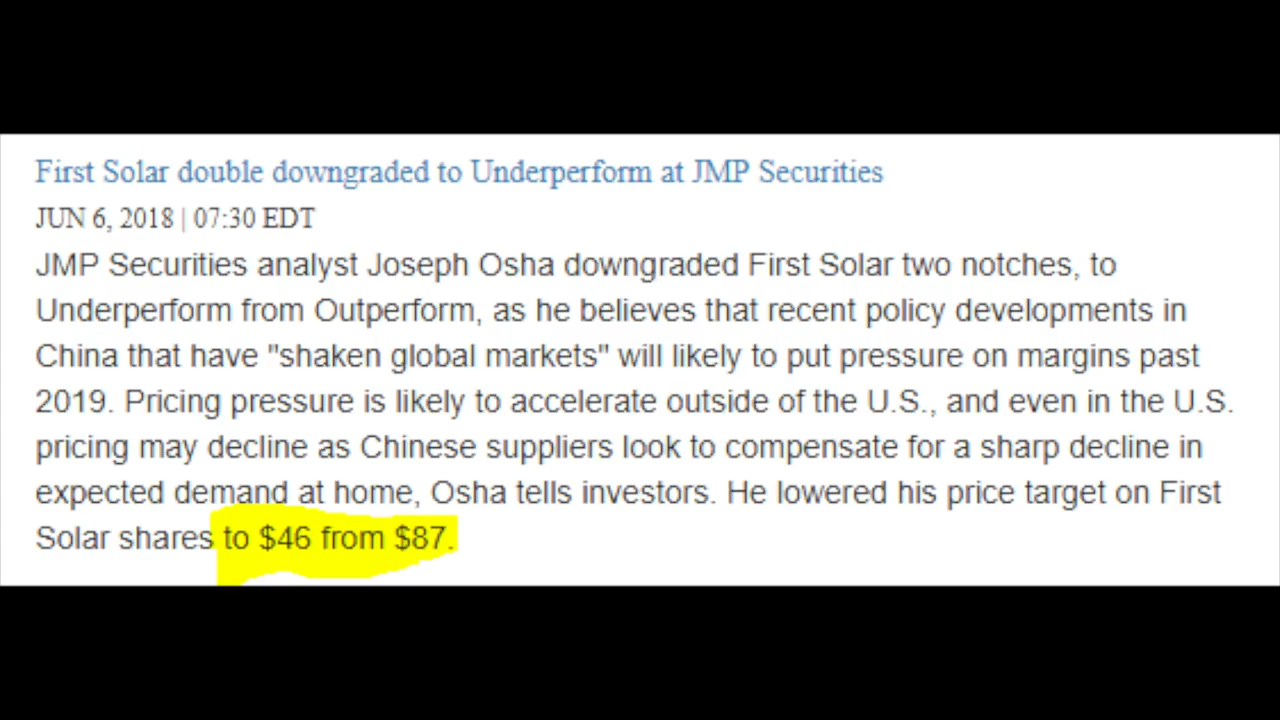 First Solar double downgraded to Underperform at JMP Securities
JUN 6, 2018 | 07:30 EDT
JMP Securities analyst Joseph Osha downgraded First Solar two notches, to
Underperform from Outperform, as he believes that recent policy developments in
China that have "shaken global markets" will likely to put pressure on margins past
2019. Pricing pressure is likely to accelerate outside of the U.S., and even in the U.S.
pricing may decline as Chinese suppliers look to compensate for a sharp decline in
expected demand at home, Osha tells investors. He lowered his price target on First
Solar shares to $46 from $87.